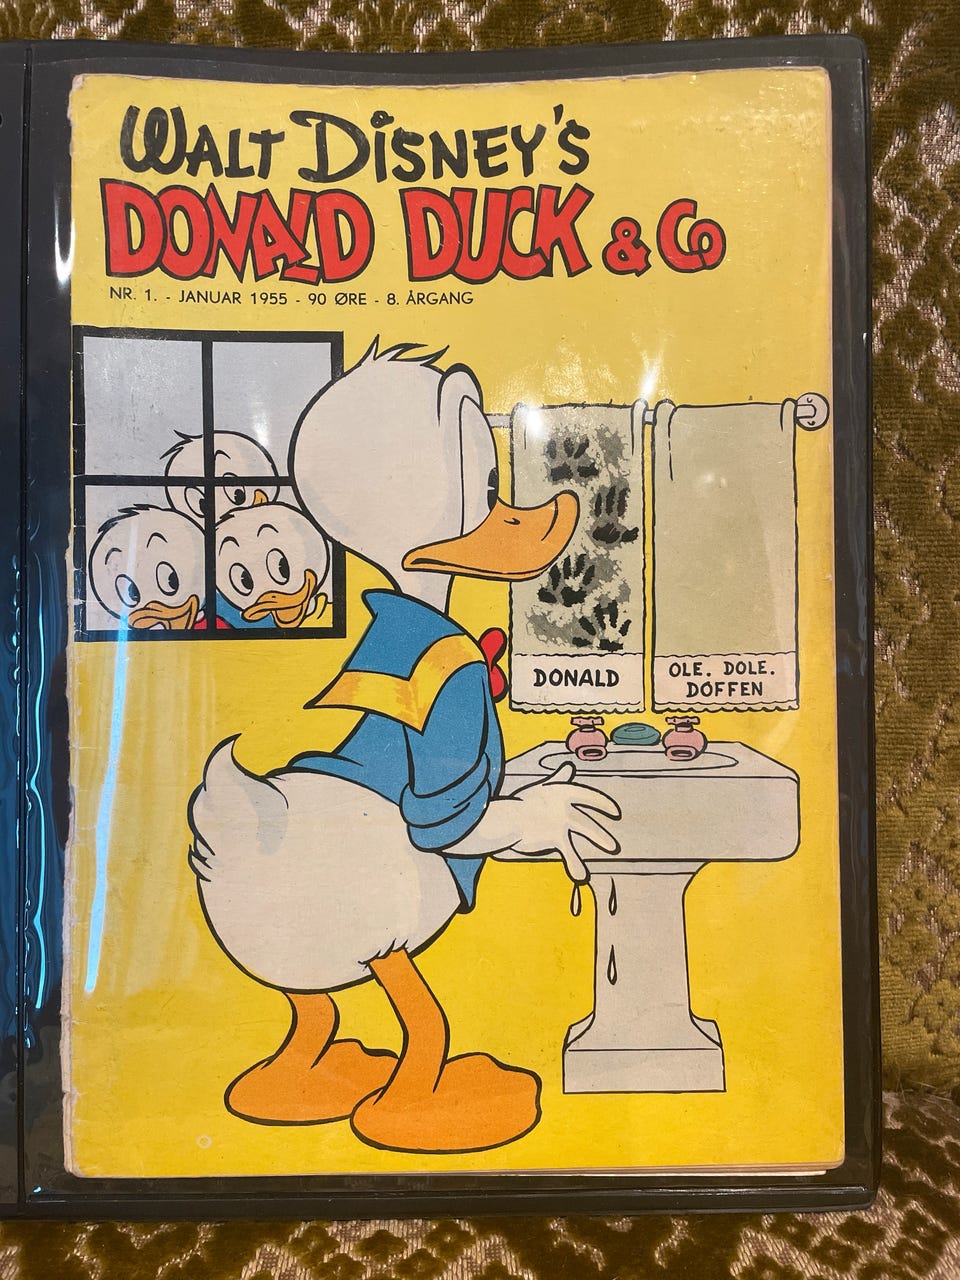 WALT DISNEY'S
DONALD DUCK & CO
NR. 1. - JANUAR 1955 - 90 ØRE - 8. ÅRGANG
DONALD
OLE. DOLE.
DOFFEN